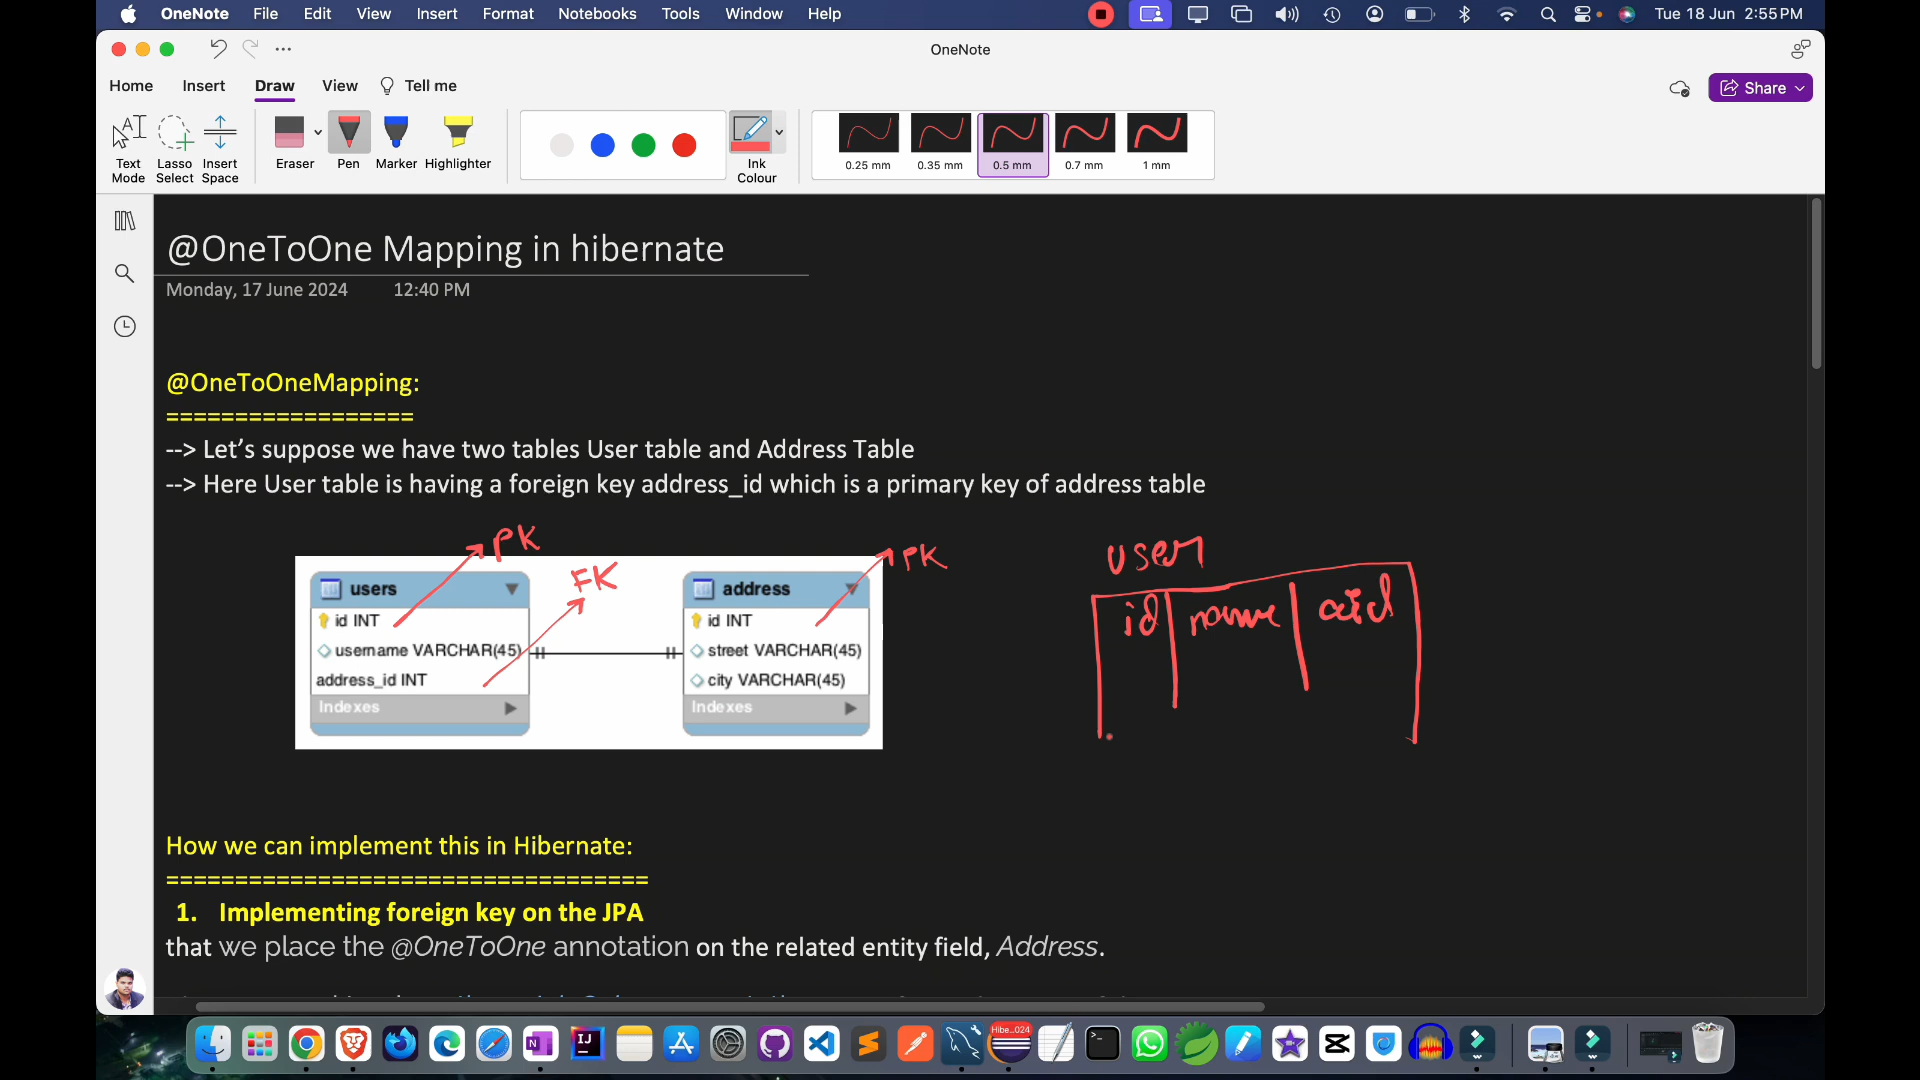 OneNote File Edit View Insert Format Notebooks Tools Window Help Tue 18 Jun 2:55 PM
OneNote
Home Insert Draw View Tell me Share
Text Mode Lasso Select Insert Space Eraser Pen Marker Highlighter Ink Colour 0.25 mm 0.35 mm 0.5 mm 0.7 mm 1 mm
@OneToOne Mapping in hibernate
Monday, 17 June 2024 12:40 PM
@OneToOneMapping:
==================
--> Let’s suppose we have two tables User table and Address Table
--> Here User table is having a foreign key address_id which is a primary key of address table
PK
FK
PK
user
users
id INT
username VARCHAR(45)
address_id INT
Indexes
address
id INT
street VARCHAR(45)
city VARCHAR(45)
Indexes
id name aid
How we can implement this in Hibernate:
===================================
1. Implementing foreign key on the JPA
that we place the @OneToOne annotation on the related entity field, Address.
Hibe...024